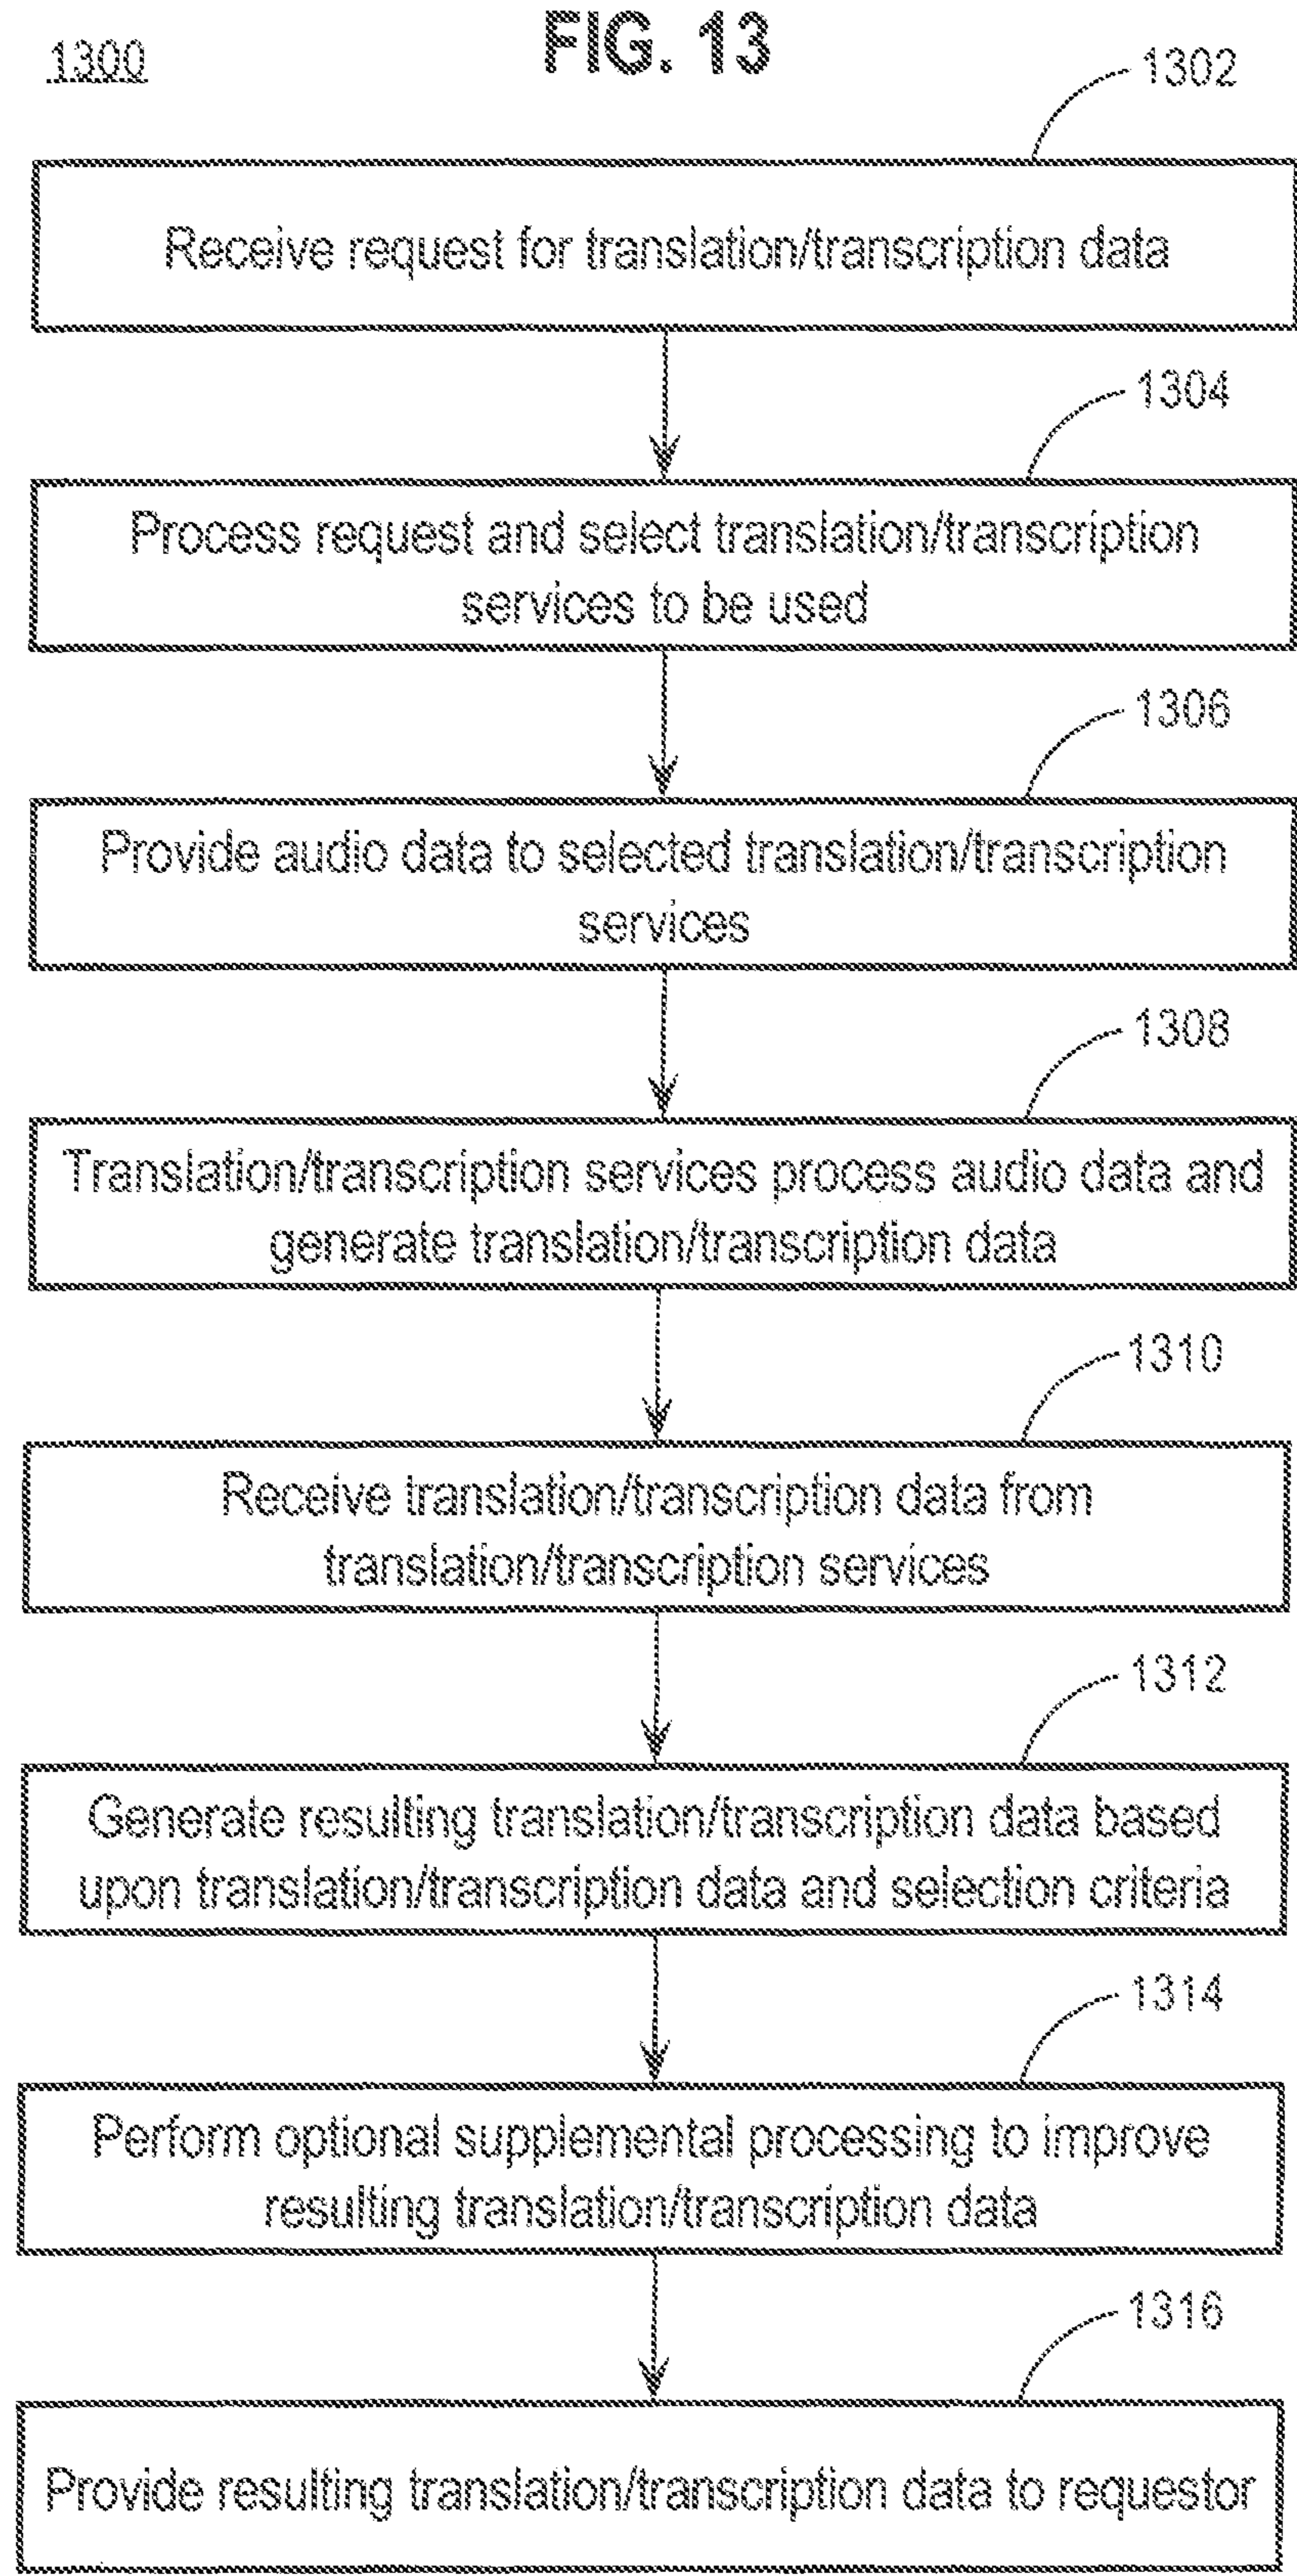 FIG. 13
1300
1302
Receive request for translation/transcription data
1304
Process request and select translation/transcription
services to be used
1306
Provide audio data to selected translation/transcription
services
1308
Translation/transcription services process audio data and
generate translation/transcription data
1310
Receive translation/transcription data from
translation/transcription services
1312
Generate resulting translation/transcription data based
upon translation/transcription data and selection criteria
1314
Perform optional supplemental processing to improve
resulting translation/transcription data
1316
Provide resulting translation/transcription data to requestor